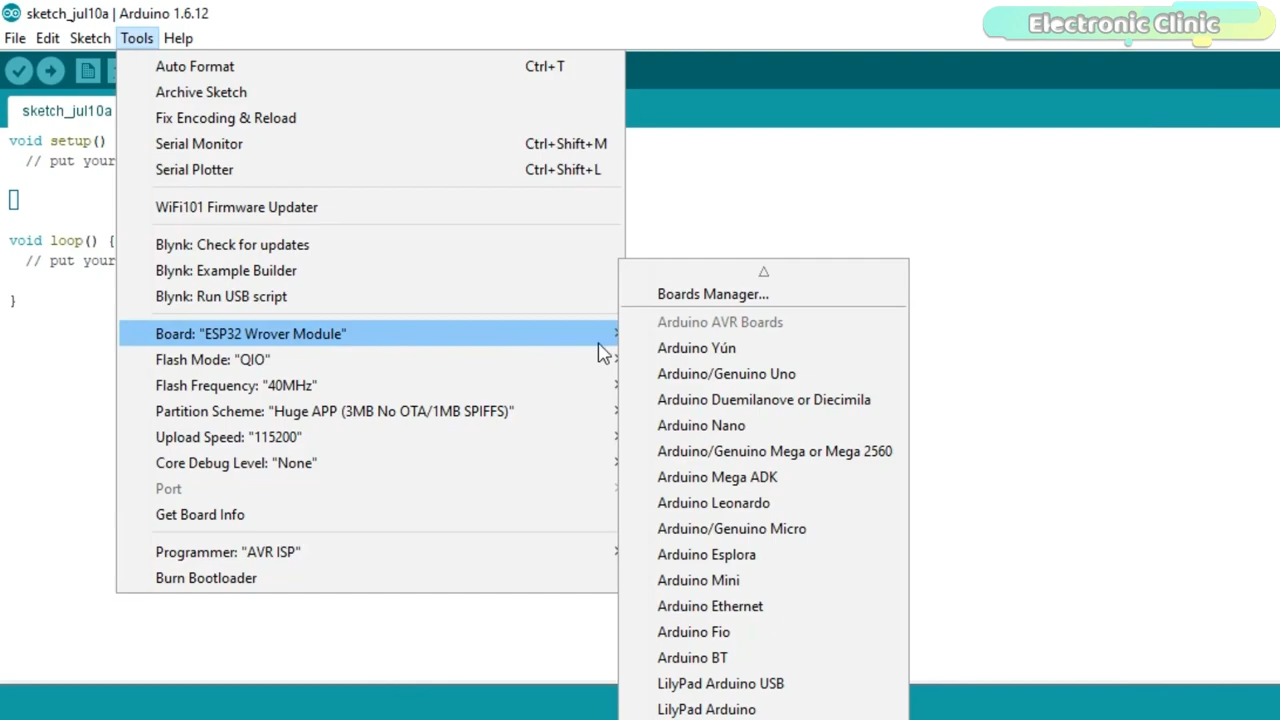 sketch_jul10a | Arduino 1.6.12
Electronic Clinic
File Edit Sketch Tools Help
Auto Format Ctrl+T
Archive Sketch
sketch_jul10a
Fix Encoding & Reload
void setup()
Serial Monitor Ctrl+Shift+M
// put your
Serial Plotter Ctrl+Shift+L
WiFi101 Firmware Updater
void loop() {
Blynk: Check for updates
// put your
Blynk: Example Builder
}
Blynk: Run USB script
Board: "ESP32 Wrover Module"
Flash Mode: "QIO"
Flash Frequency: "40MHz"
Partition Scheme: "Huge APP (3MB No OTA/1MB SPIFFS)"
Upload Speed: "115200"
Core Debug Level: "None"
Port
Get Board Info
Programmer: "AVR ISP"
Burn Bootloader
Boards Manager...
Arduino AVR Boards
Arduino Yún
Arduino/Genuino Uno
Arduino Duemilanove or Diecimila
Arduino Nano
Arduino/Genuino Mega or Mega 2560
Arduino Mega ADK
Arduino Leonardo
Arduino/Genuino Micro
Arduino Esplora
Arduino Mini
Arduino Ethernet
Arduino Fio
Arduino BT
LilyPad Arduino USB
LilyPad Arduino